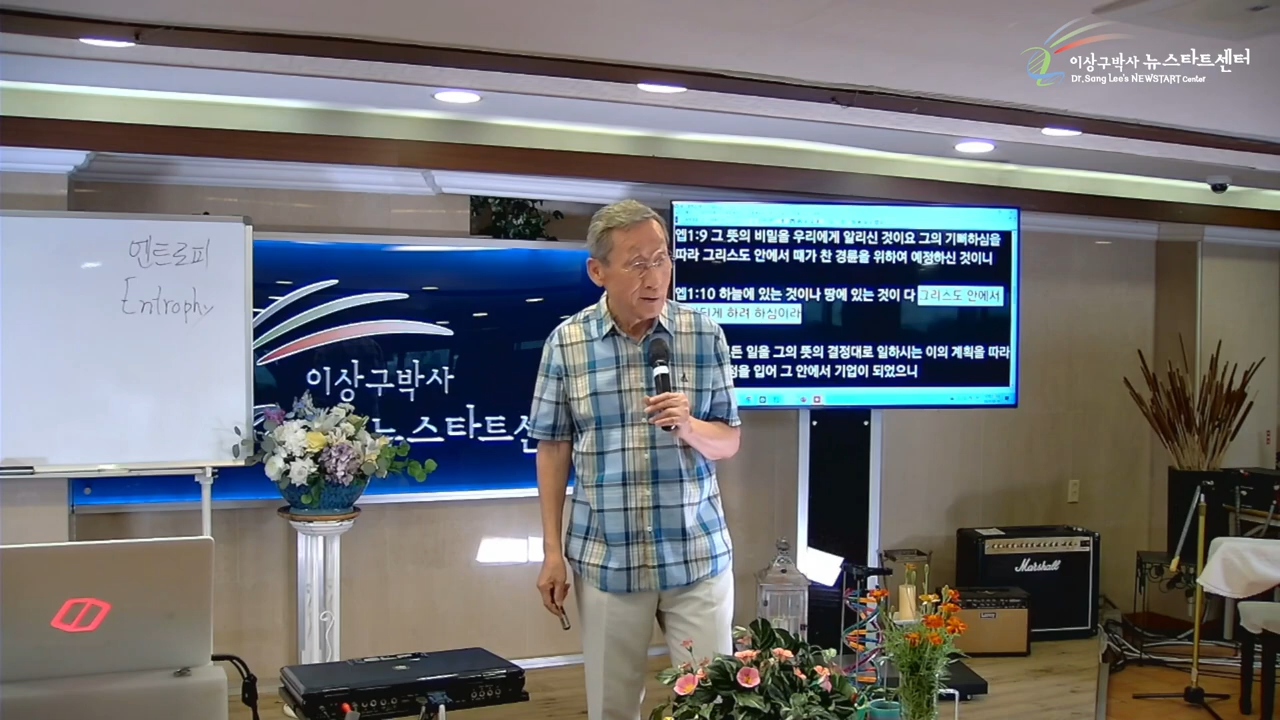 이상구박사 뉴스타트센터
Dr. Sang Lee's NEWSTART Center
엔트로피
Entrophy
이상구박사
뉴스타트센
엡1:9 그 뜻의 비밀을 우리에게 알리신 것이요 그의 기뻐하심을
따라 그리스도 안에서 때가 찬 경륜을 위하여 예정하신 것이니
엡1:10 하늘에 있는 것이나 땅에 있는 것이 다 그리스도 안에서
되게 하려 하심이라
일을 그의 뜻의 결정대로 일하시는 이의 계획을 따라
입어 그 안에서 기업이 되었으니
Marshall